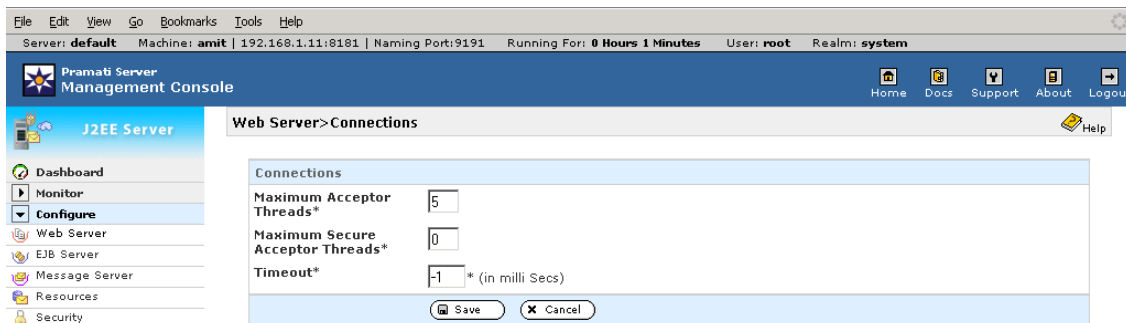 File Edit View Go Bookmarks Tools Help
Server: default Machine: amit | 192.168.1.11:8181 | Naming Port:9191 Running For: 0 Hours 1 Minutes User: root Realm: system
Pramati Server
Management Console
Home Docs Support About Logou
J2EE Server
Web Server>Connections
Help
Dashboard
Monitor
Configure
Web Server
EJB Server
Message Server
Resources
Security
Connections
Maximum Acceptor
Threads*
5
Maximum Secure
Acceptor Threads*
0
Timeout*
-1 * (in milli Secs)
Save Cancel